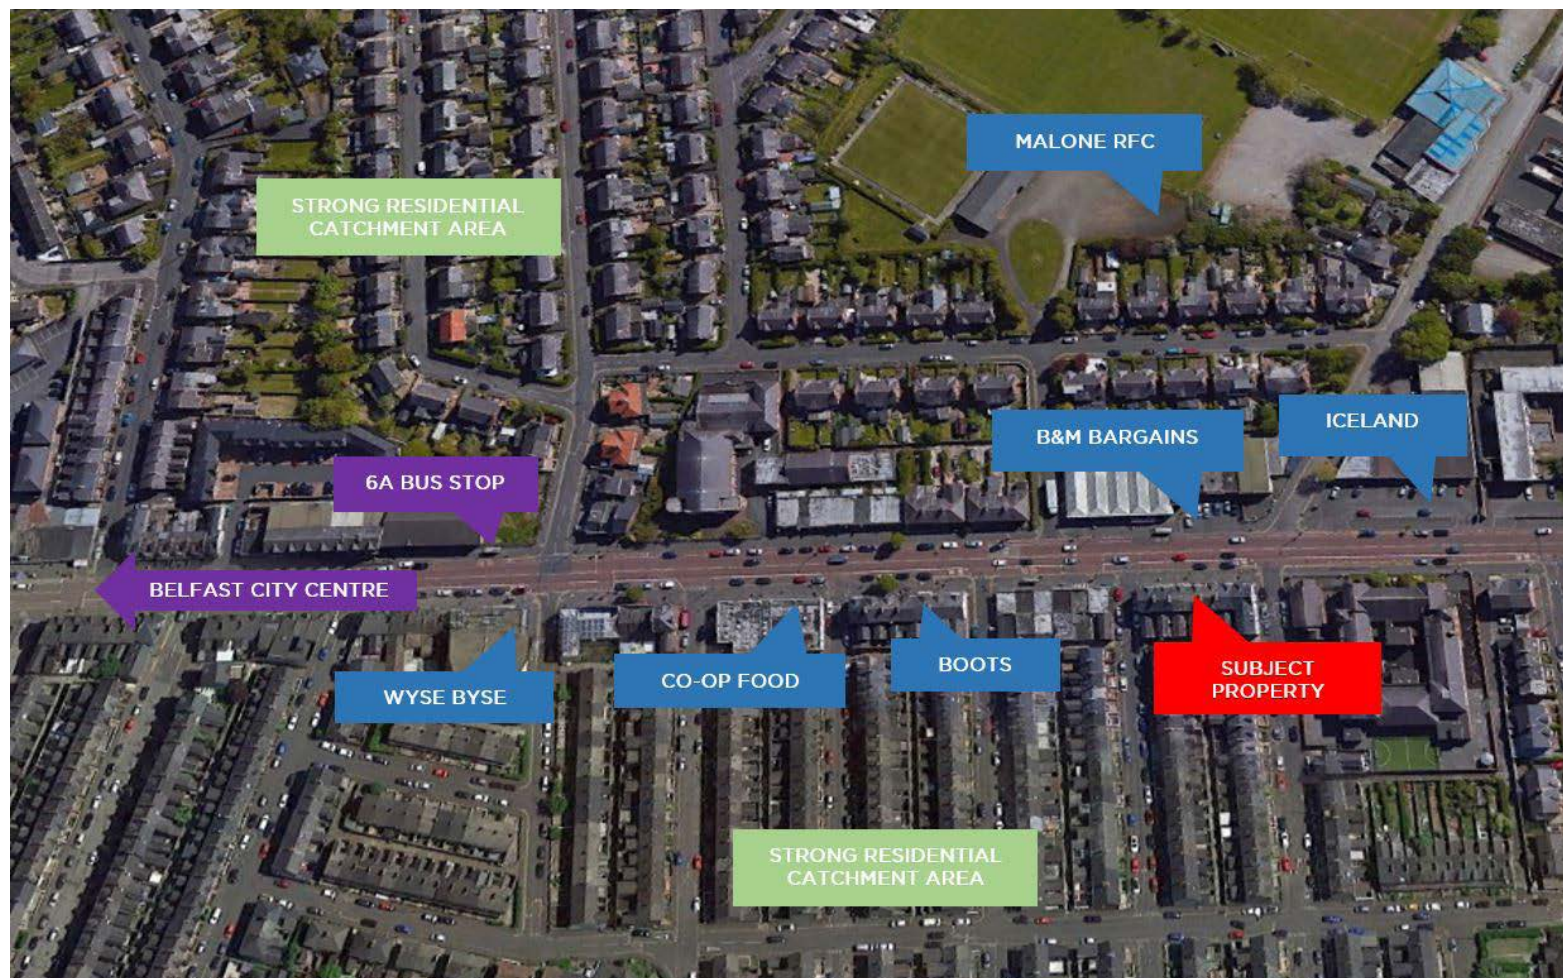 MALONE RFC
STRONG RESIDENTIAL
CATCHMENT AREA
ICELAND
B&M BARGAINS
6A BUS STOP
BELFAST CITY CENTRE
SUBJECT
PROPERTY
BOOTS
CO-OP FOOD
WYSE BYSE
STRONG RESIDENTIAL
CATCHMENT AREA